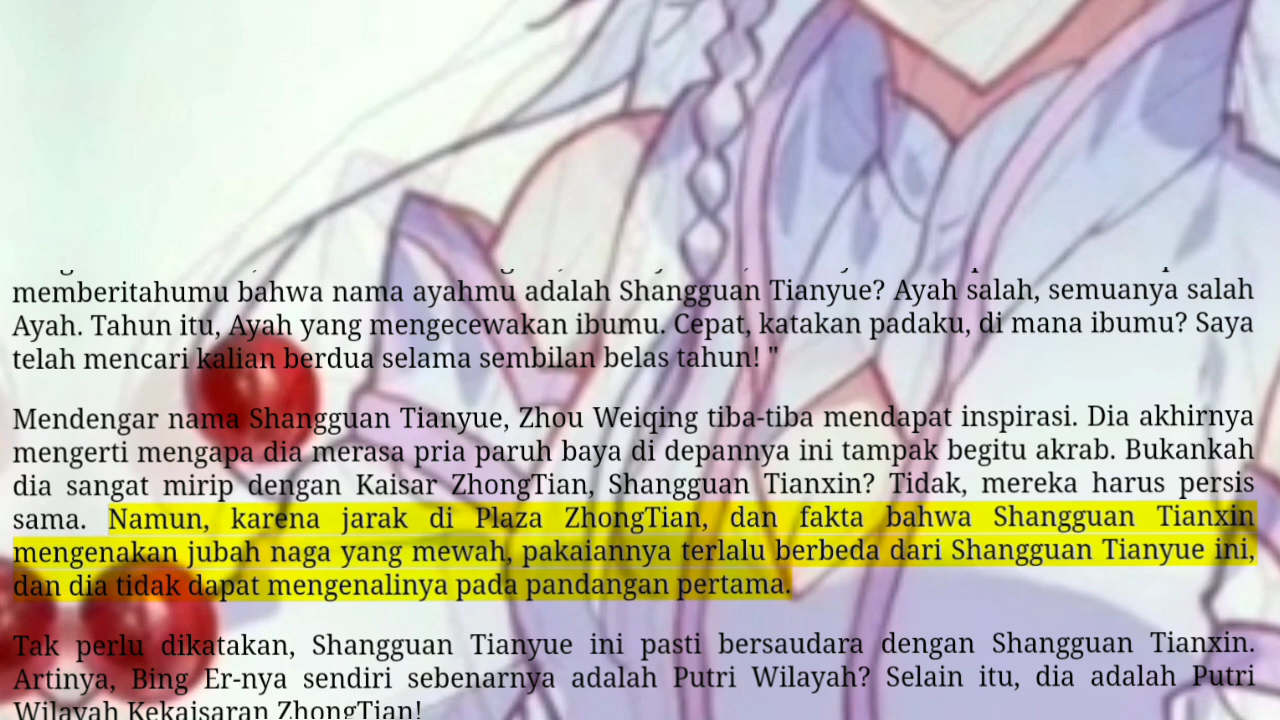 memberitahumu bahwa nama ayahmu adalah Shangguan Tianyue? Ayah salah, semuanya salah
Ayah. Tahun itu, Ayah yang mengecewakan ibumu. Cepat, katakan padaku, di mana ibumu? Saya
telah mencari kalian berdua selama sembilan belas tahun! "
Mendengar nama Shangguan Tianyue, Zhou Weiqing tiba-tiba mendapat inspirasi. Dia akhirnya
mengerti mengapa dia merasa pria paruh baya di depannya ini tampak begitu akrab. Bukankah
dia sangat mirip dengan Kaisar ZhongTian, Shangguan Tianxin? Tidak, mereka harus persis
sama. Namun, karena jarak di Plaza ZhongTian, dan fakta bahwa Shangguan Tianxin
mengenakan jubah naga yang mewah, pakaiannya terlalu berbeda dari Shangguan Tianyue ini,
dan dia tidak dapat mengenalinya pada pandangan pertama.
Tak perlu dikatakan, Shangguan Tianyue ini pasti bersaudara dengan Shangguan Tianxin.
Artinya, Bing Er-nya sendiri sebenarnya adalah Putri Wilayah? Selain itu, dia adalah Putri
Wilayah Kekaisaran ZhongTian!